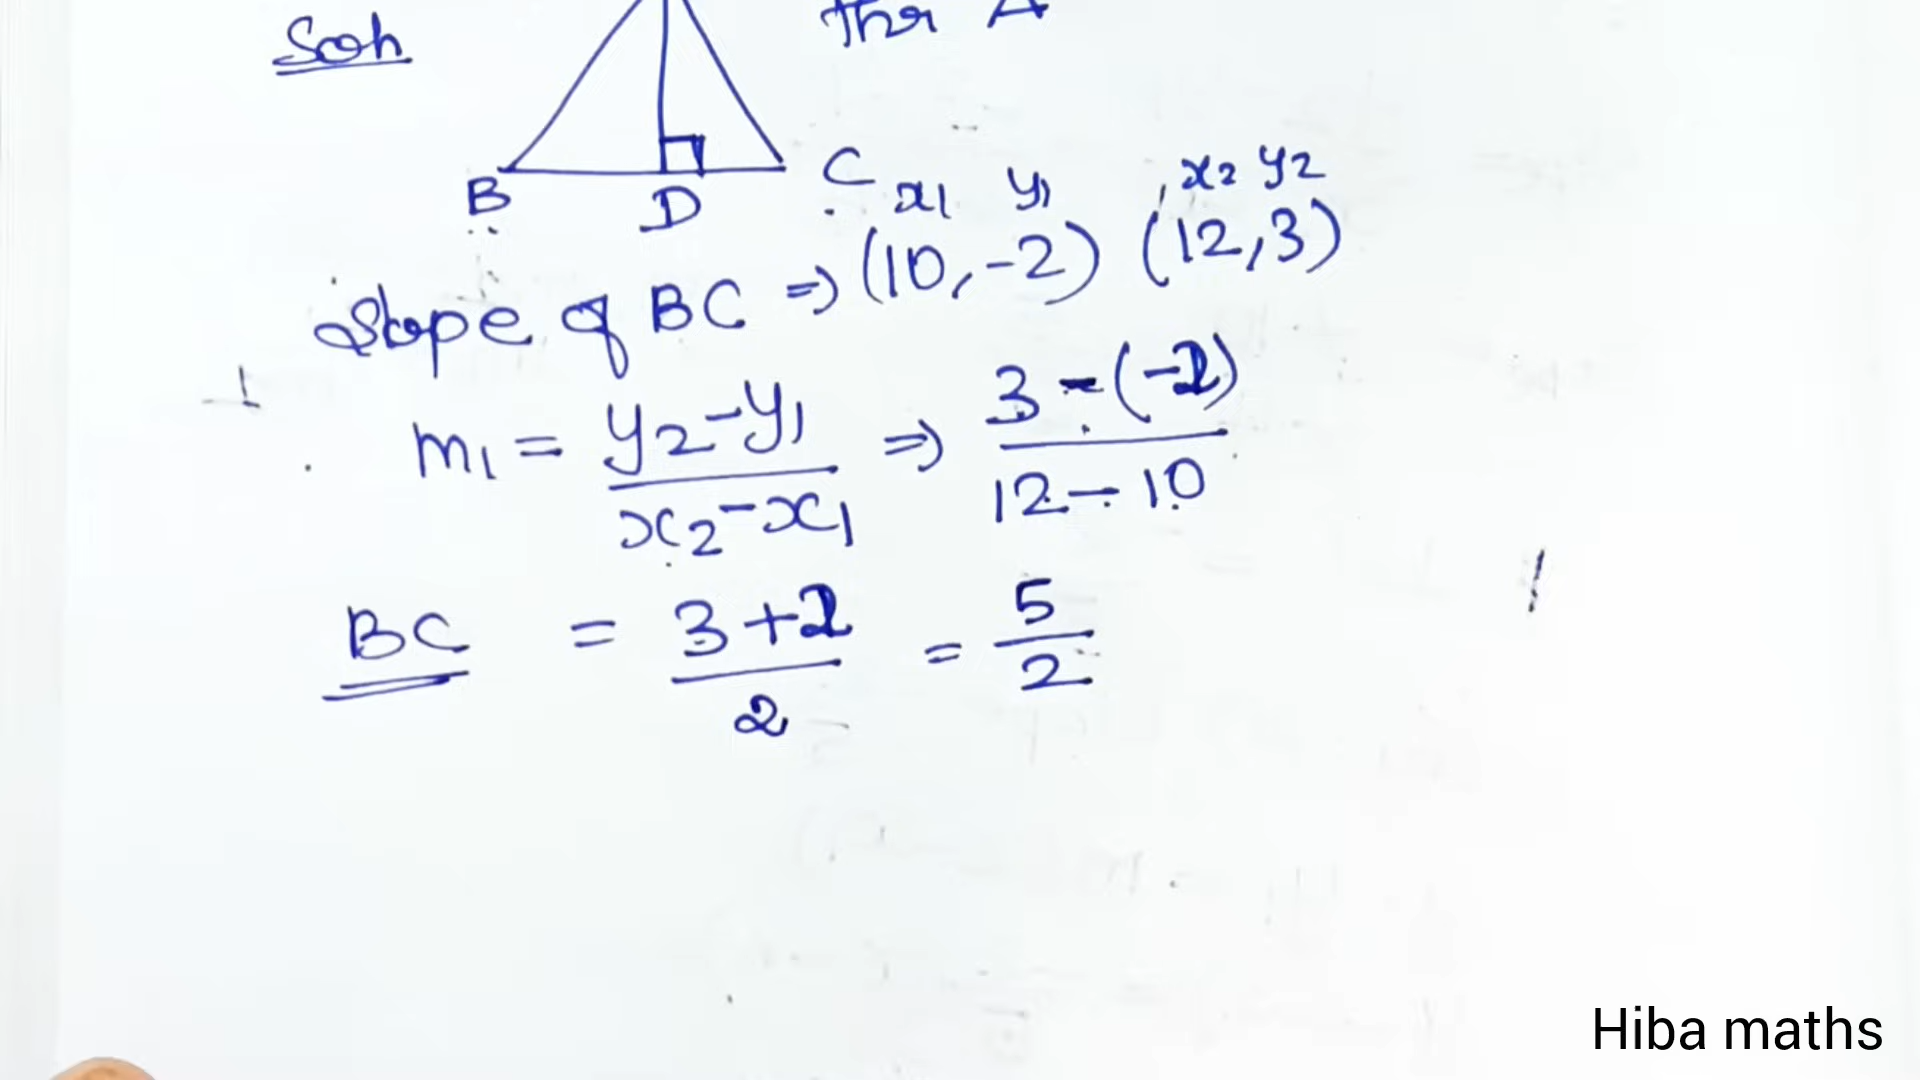 Soln
Thr A
B D C
x1 y1 x2 y2
Slope of BC ⇒ (10, -2) (12, 3)
m1 = y2 - y1 / x2 - x1 ⇒ 3 - (-2) / 12 - 10
BC = 3 + 2 / 2 = 5 / 2
Hiba maths